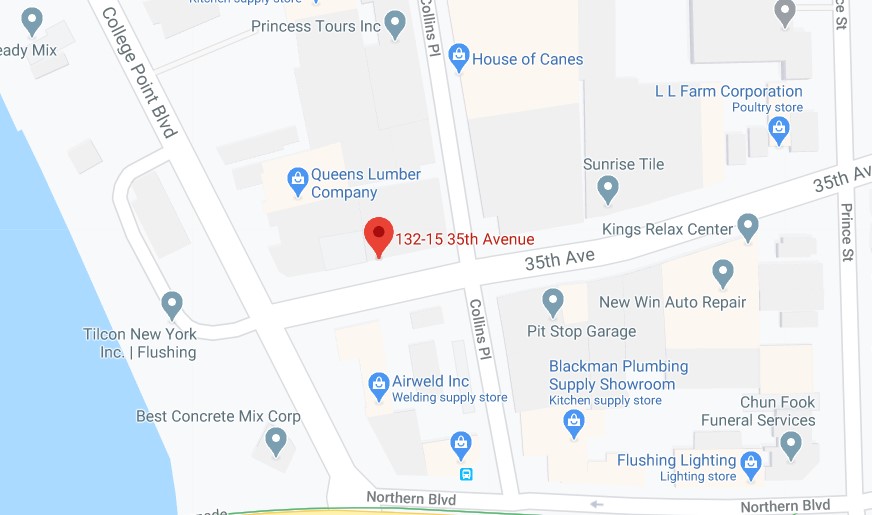 Kitchen supply store
College Point Blvd
Princess Tours Inc
Collins Pl
ce St
eady Mix
House of Canes
L L Farm Corporation
Poultry store
Queens Lumber
Company
Sunrise Tile
35th Av
132-15 35th Avenue
Kings Relax Center
Prince St
35th Ave
New Win Auto Repair
Pit Stop Garage
Collins Pl
Tilcon New York
Inc. | Flushing
Airweld Inc
Welding supply store
Blackman Plumbing
Supply Showroom
Kitchen supply store
Best Concrete Mix Corp
Chun Fook
Funeral Services
Flushing Lighting
Lighting store
Northern Blvd
Northern Blvd